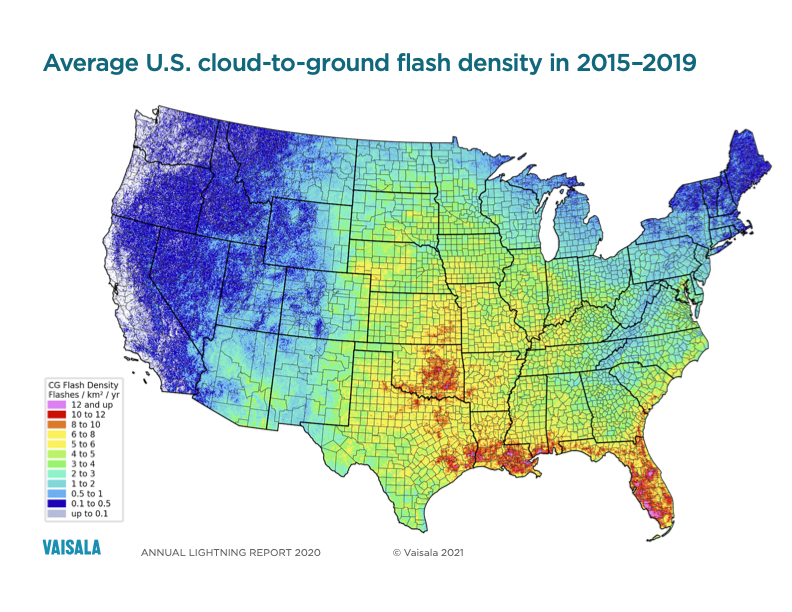 Average U.S. cloud-to-ground flash density in 2015–2019
CG Flash Density
Flashes / km² / yr
12 and up
10 to 12
8 to 10
6 to 8
5 to 6
4 to 5
3 to 4
2 to 3
1 to 2
0.5 to 1
0.1 to 0.5
up to 0.1
VAISALA
ANNUAL LIGHTNING REPORT 2020
© Vaisala 2021